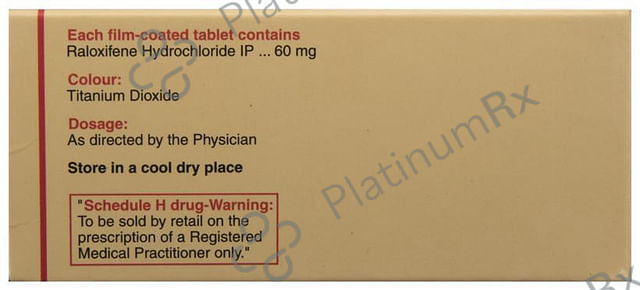 Each film-coated tablet contains
Raloxifene Hydrochloride IP ... 60 mg
Colour:
Titanium Dioxide
Dosage:
As directed by the Physician
Store in a cool dry place
"Schedule H drug-Warning:
To be sold by retail on the
prescription of a Registered
Medical Practitioner only."
PlatinumRx
PlatinumRx